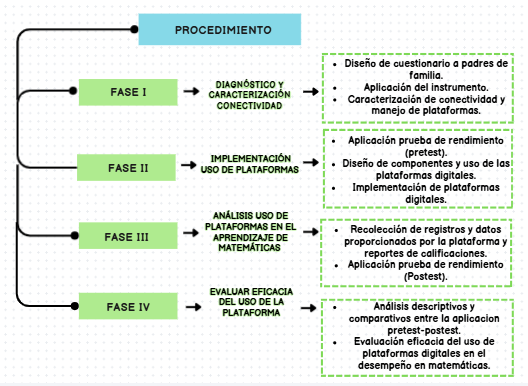 PROCEDIMIENTO
FASE I
DIAGNÓSTICO Y
CARACTERIZACIÓN
CONECTIVIDAD
• Diseño de cuestionario a padres de
familia.
• Aplicación del instrumento.
• Caracterización de conectividad y
manejo de plataformas.
FASE II
IMPLEMENTACIÓN
USO DE PLATAFORMAS
• Aplicación prueba de rendimiento
(pretest).
• Diseño de componentes y uso de las
plataformas digitales.
• Implementación de plataformas
digitales.
FASE III
ANÁLISIS USO DE
PLATAFORMAS EN EL
APRENDIZAJE DE
MATEMÁTICAS
• Recolección de registros y datos
proporcionados por la plataforma y
reportes de calificaciones.
• Aplicación prueba de rendimiento
(Postest).
FASE IV
EVALUAR EFICACIA
DEL USO DE LA
PLATAFORMA
• Análisis descriptivos y
comparativos entre la aplicacion
pretest-postest.
• Evaluación eficacia del uso de
plataformas digitales en el
desempeño en matemáticas.